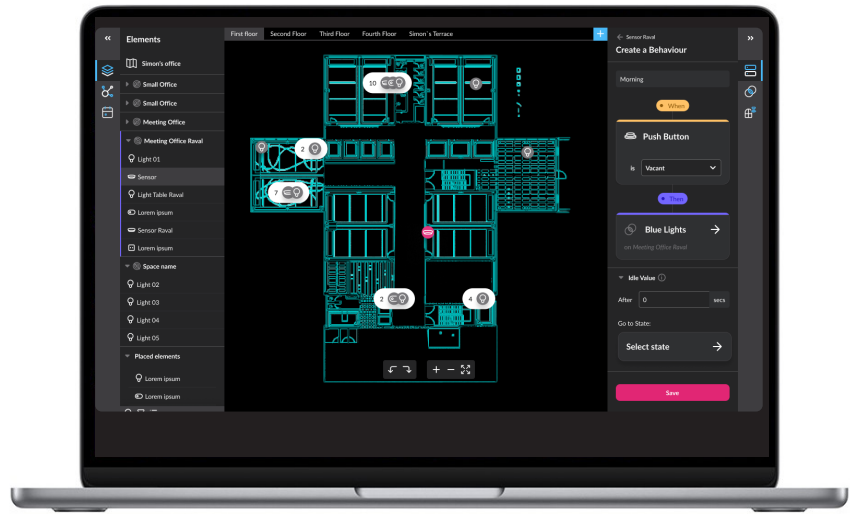 Elements
Simon's office
Small Office
Small Office
Meeting Office
Meeting Office Raval
Light 01
Sensor
Light Table Raval
Lorem ipsum
Sensor Raval
Lorem ipsum
Space name
Light 02
Light 03
Light 04
Light 05
Placed elements
Lorem ipsum
Lorem ipsum
First floor Second Floor Third Floor Fourth Floor Simon´s Terrace
10
2
7
2
4
Sensor Raval
Create a Behaviour
Morning
When
Push Button
is Vacant
Then
Blue Lights
on Meeting Office Raval
Idle Value
After 0 secs
Go to State:
Select state
Save